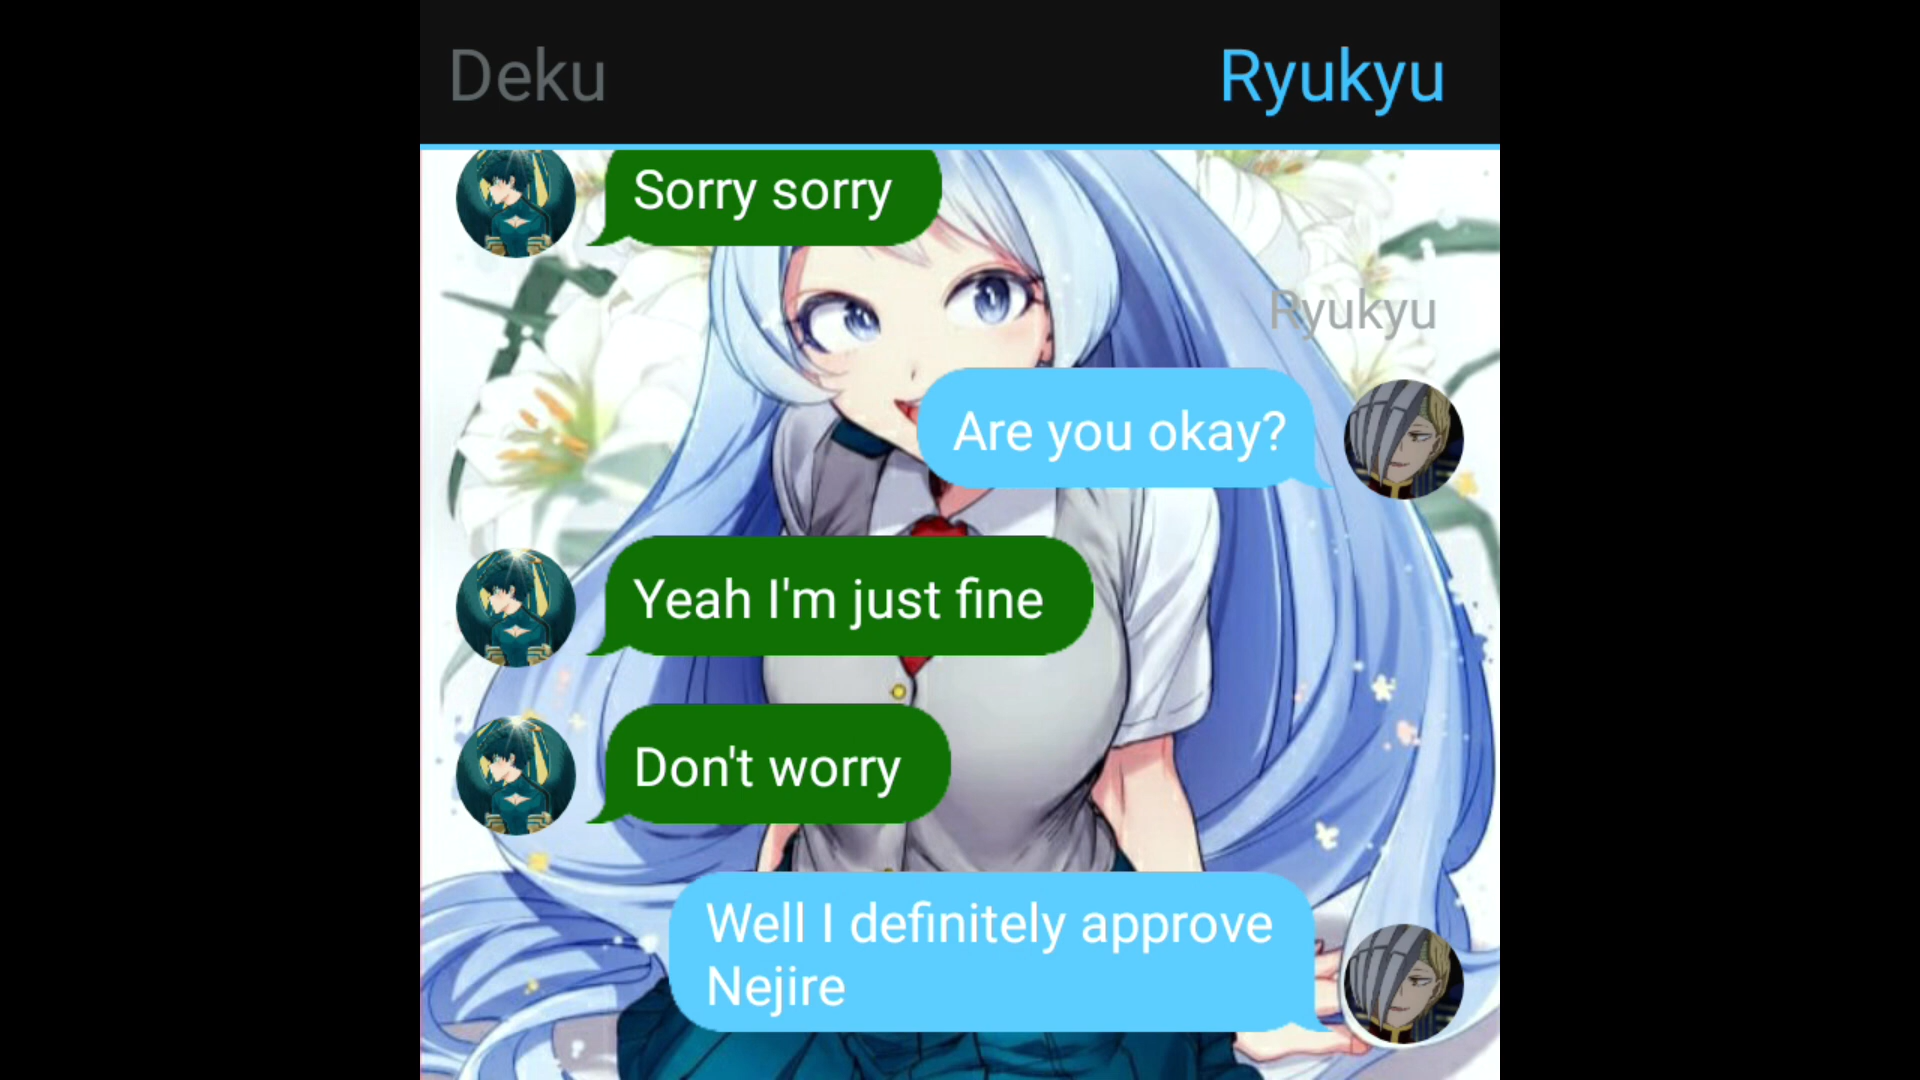 Deku
Ryukyu
Sorry sorry
Ryukyu
Are you okay?
Yeah I'm just fine
Don't worry
Well I definitely approve
Nejire